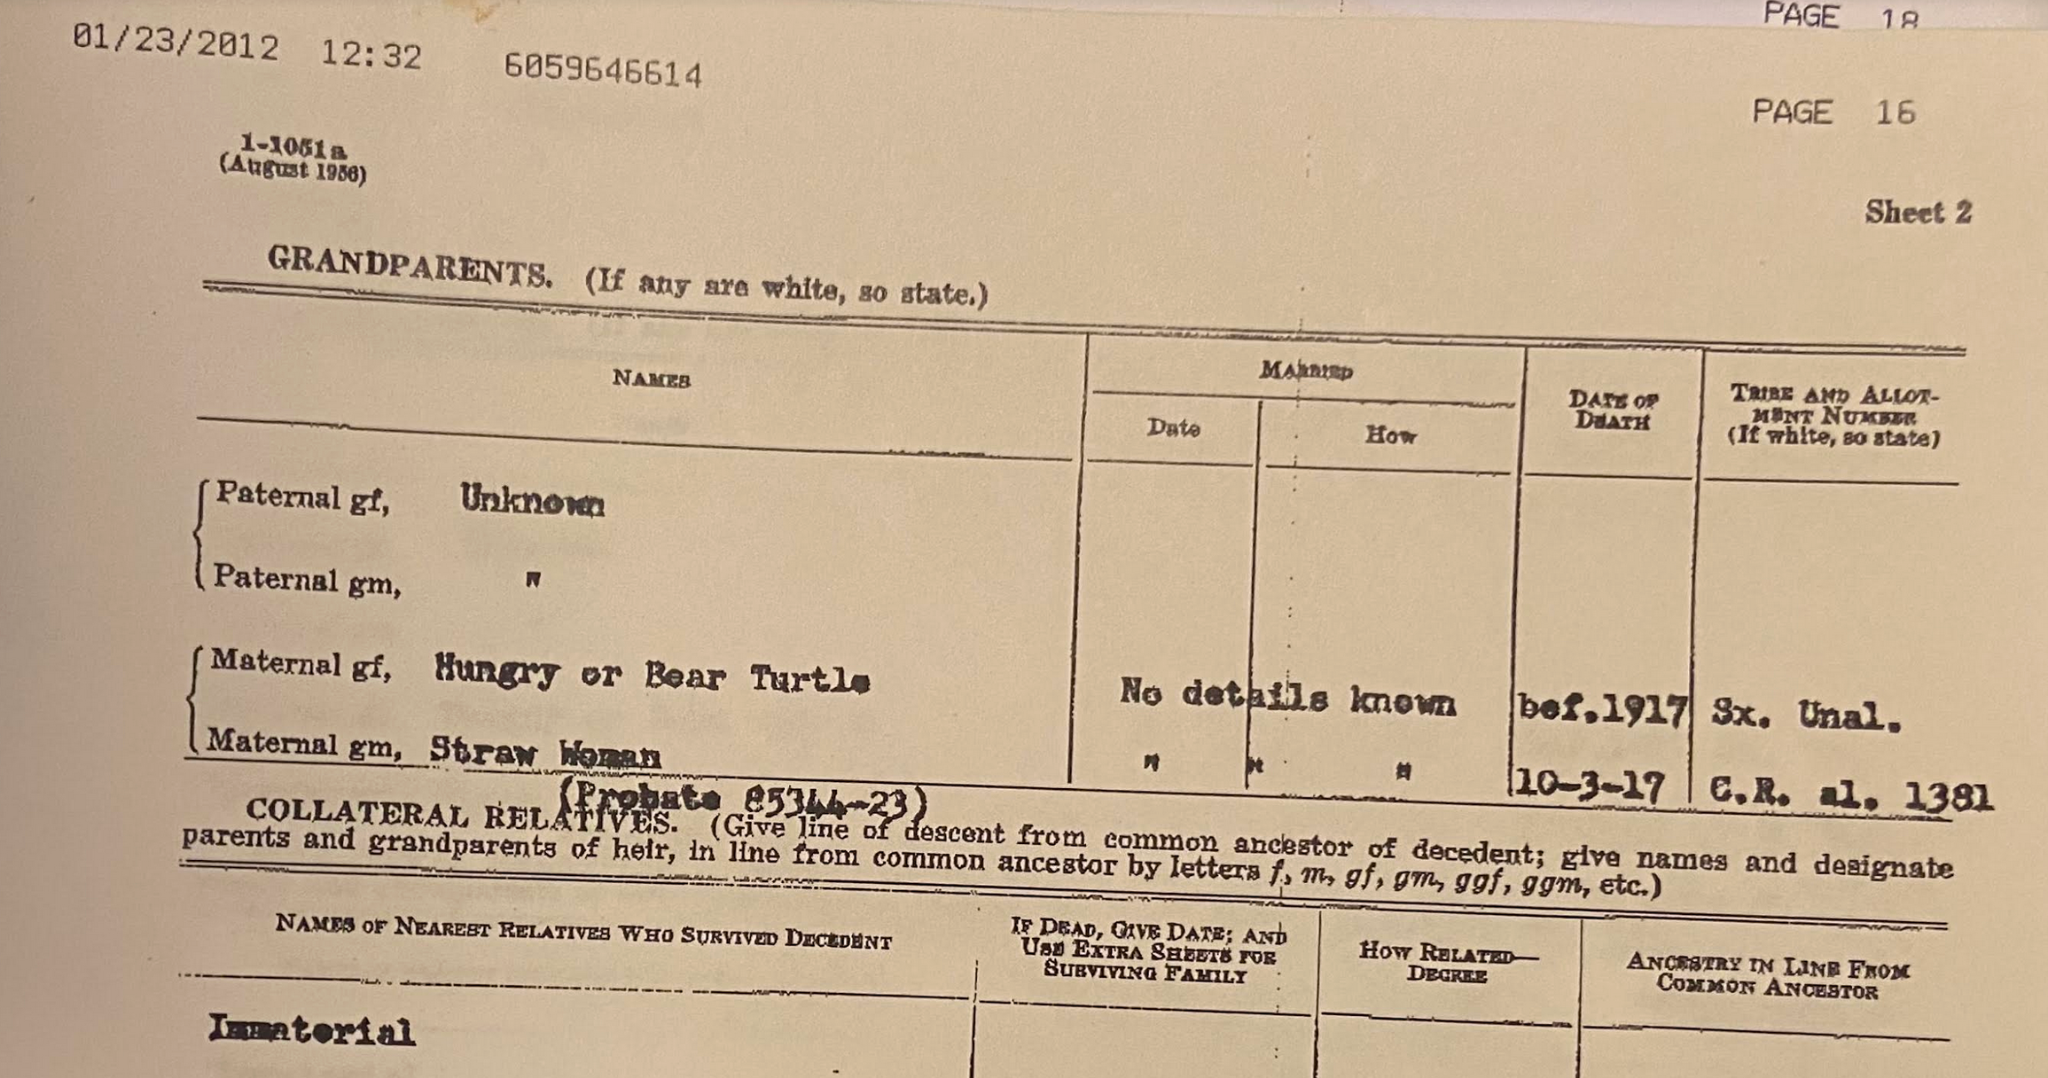 PAGE 18
01/23/2012 12:32 6059646614
PAGE 16
1-1051a
(August 1956)
Sheet 2
GRANDPARENTS. (If any are white, so state.)
NAMES
MARRIED
Date
How
DATE OF
DEATH
TRIBE AND ALLOT-
MENT NUMBER
(If white, so state)
Paternal gf, Unknown
Paternal gm, "
Maternal gf, Hungry or Bear Turtle No details known bef.1917 Sx. Unal.
Maternal gm, Straw Woman " " " 10-3-17 C.R. al. 1381
(Probate 85344-23)
COLLATERAL RELATIVES. (Give line of descent from common ancestor of decedent; give names and designate
parents and grandparents of heir, in line from common ancestor by letters f, m, gf, gm, ggf, ggm, etc.)
NAMES OF NEAREST RELATIVES WHO SURVIVED DECEDENT
IF DEAD, GIVE DATE; AND
USE EXTRA SHEETS FOR
SURVIVING FAMILY
HOW RELATED—
DEGREE
ANCESTRY IN LINE FROM
COMMON ANCESTOR
Immaterial